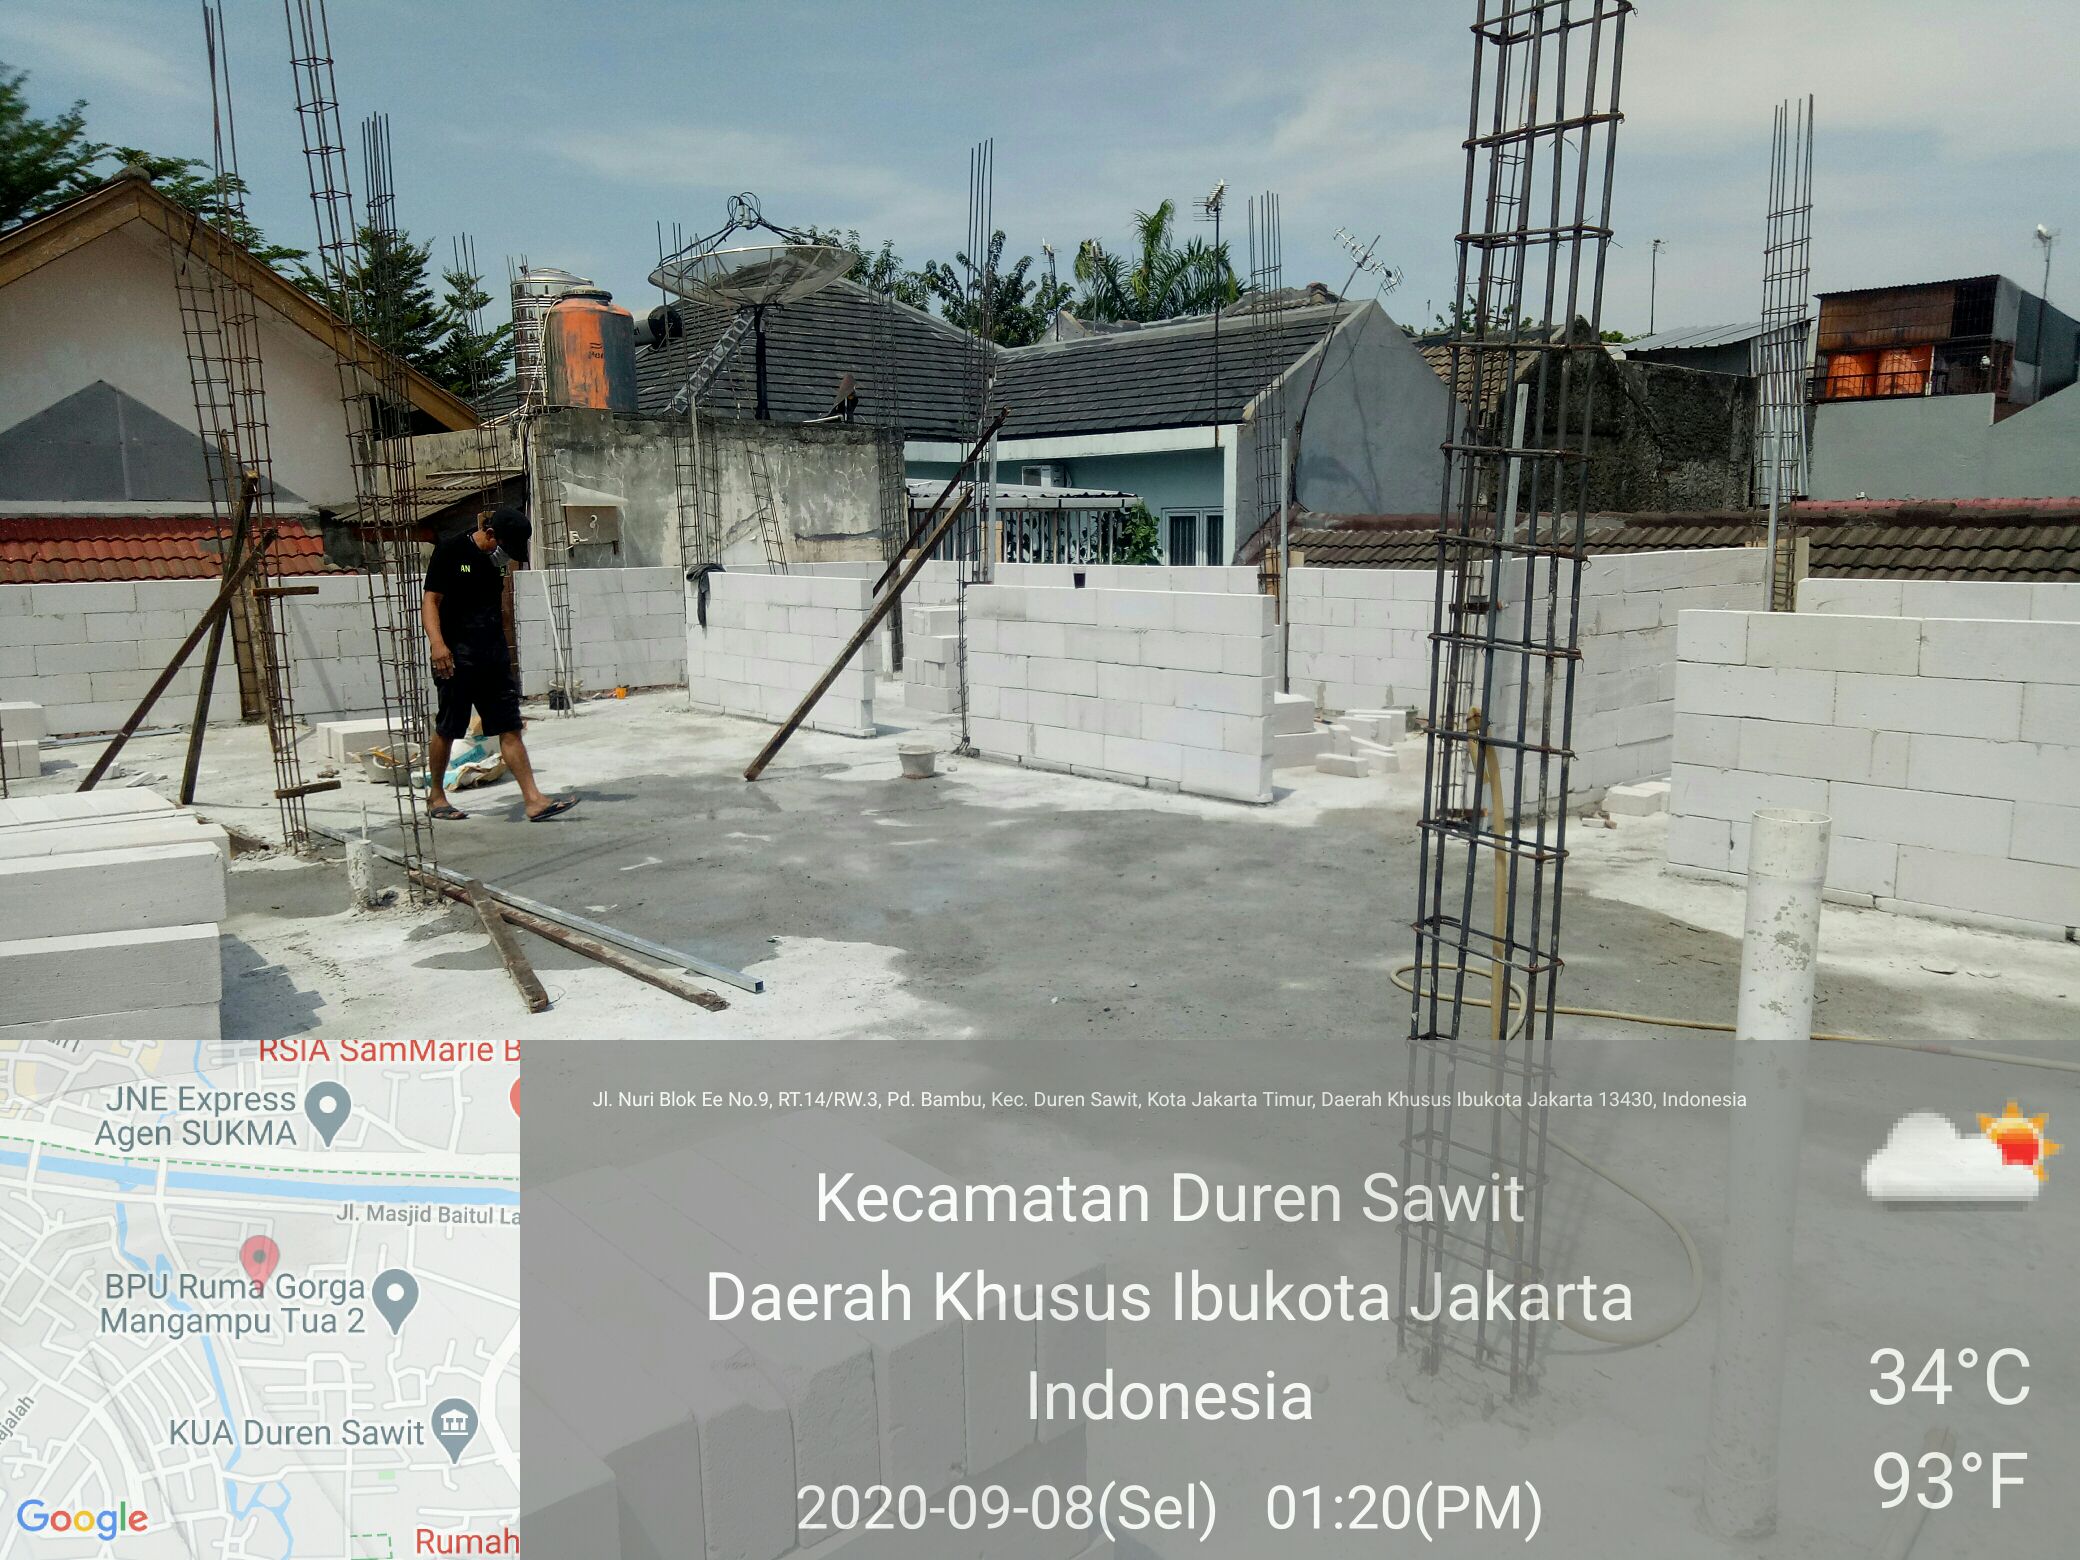 AN
RSIA SamMarie B
JNE Express
Agen SUKMA
Jl. Masjid Baitul La
BPU Ruma Gorga
Mangampu Tua 2
KUA Duren Sawit
Google
Rumah
Jl. Nuri Blok Ee No.9, RT.14/RW.3, Pd. Bambu, Kec. Duren Sawit, Kota Jakarta Timur, Daerah Khusus Ibukota Jakarta 13430, Indonesia
Kecamatan Duren Sawit
Daerah Khusus Ibukota Jakarta
Indonesia
2020-09-08(Sel) 01:20(PM)
34°C
93°F